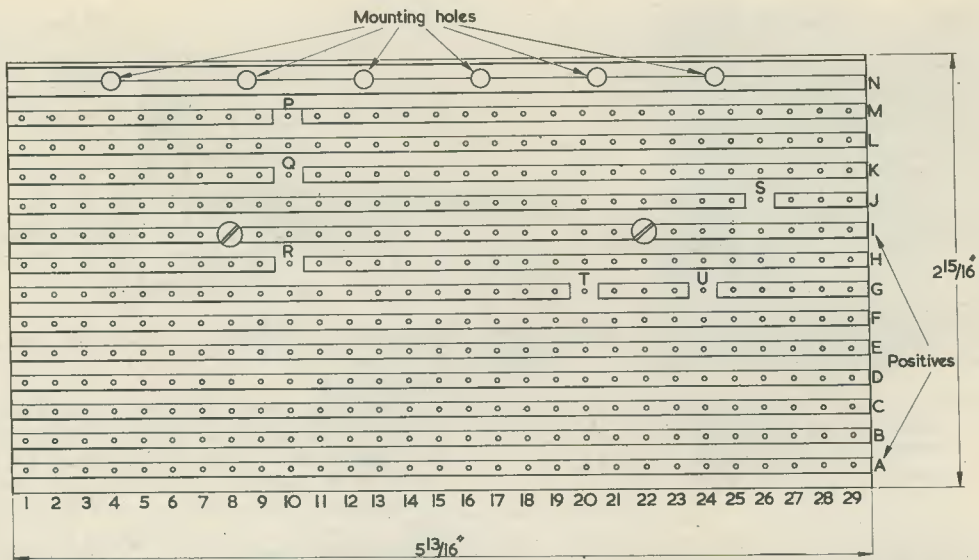 Mounting holes
N
P
M
L
Q
K
S
J
I
R
H
T U
G
F
E
D
C
B
A
2 15/16"
Positives
1 2 3 4 5 6 7 8 9 10 11 12 13 14 15 16 17 18 19 20 21 22 23 24 25 26 27 28 29
5 13/16"